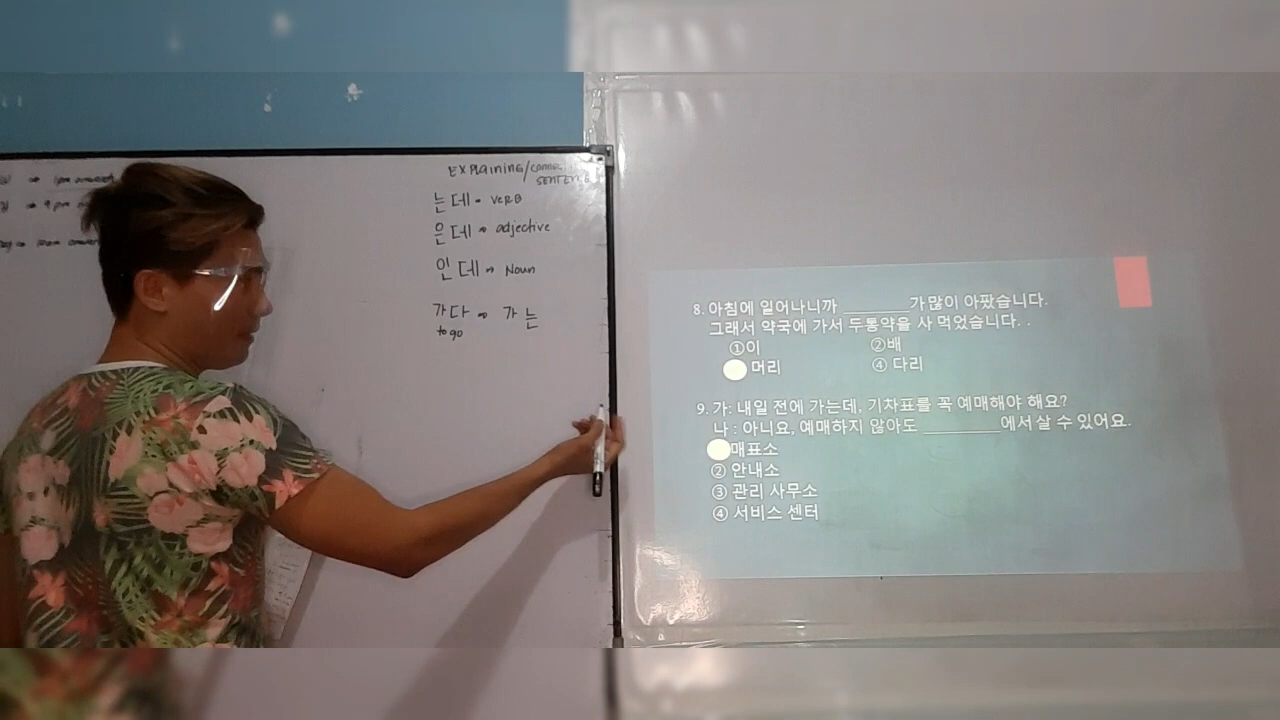 EXPLAINING/
SENTENCE
는데 → VERB
은데 → adjective
인데 → Noun
가다 → 가는
to go
8. 아침에 일어나니까 ________가 많이 아팠습니다.
그래서 약국에 가서 두통약을 사 먹었습니다. .
①이 ②배
머리 ④ 다리
9. 가: 내일 전에 가는데, 기차표를 꼭 예매해야 해요?
나 : 아니요, 예매하지 않아도 _________에서 살 수 있어요.
매표소
② 안내소
③ 관리 사무소
④ 서비스 센터